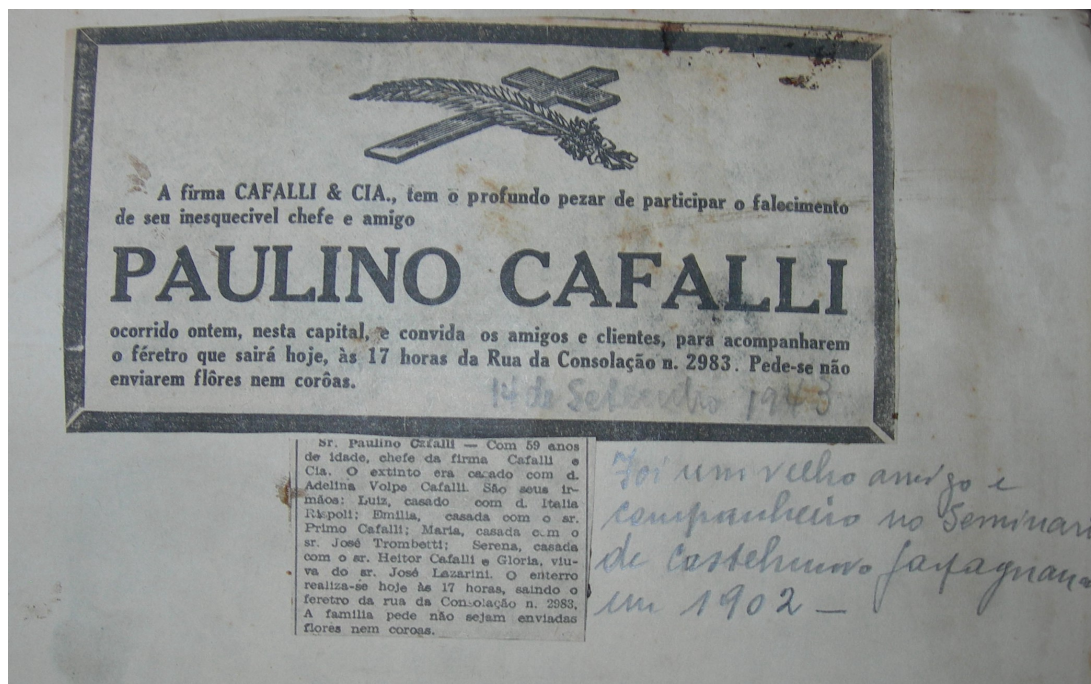 A firma CAFALLI & CIA., tem o profundo pezar de participar o falecimento
de seu inesquecivel chefe e amigo
PAULINO CAFALLI
ocorrido ontem, nesta capital, e convida os amigos e clientes, para acompanharem
o féretro que sairá hoje, às 17 horas da Rua da Consolação n. 2983. Pede-se não
enviarem flôres nem corôas.
14 de Setembro 1943
Sr. Paulino Cafalli — Com 59 anos
de idade, chefe da firma Cafalli e
Cia. O extinto era casado com d.
Adelina Volpe Cafalli. São seus ir-
mãos: Luiz, casado com d. Italia
Rispoli; Emilia, casada com o sr.
Primo Cafalli; Maria, casada com o
sr. José Trombetti; Serena, casada
com o sr. Heitor Cafalli e Gloria, viu-
va do sr. José Lazarini. O enterro
realiza-se hoje às 17 horas, saindo o
feretro da rua da Consolação n. 2983.
A familia pede não sejam enviadas
flores nem coroas.
Foi um velho amigo e
companheiro no Seminar
de Castelnuovo Garfagnana
em 1902 —